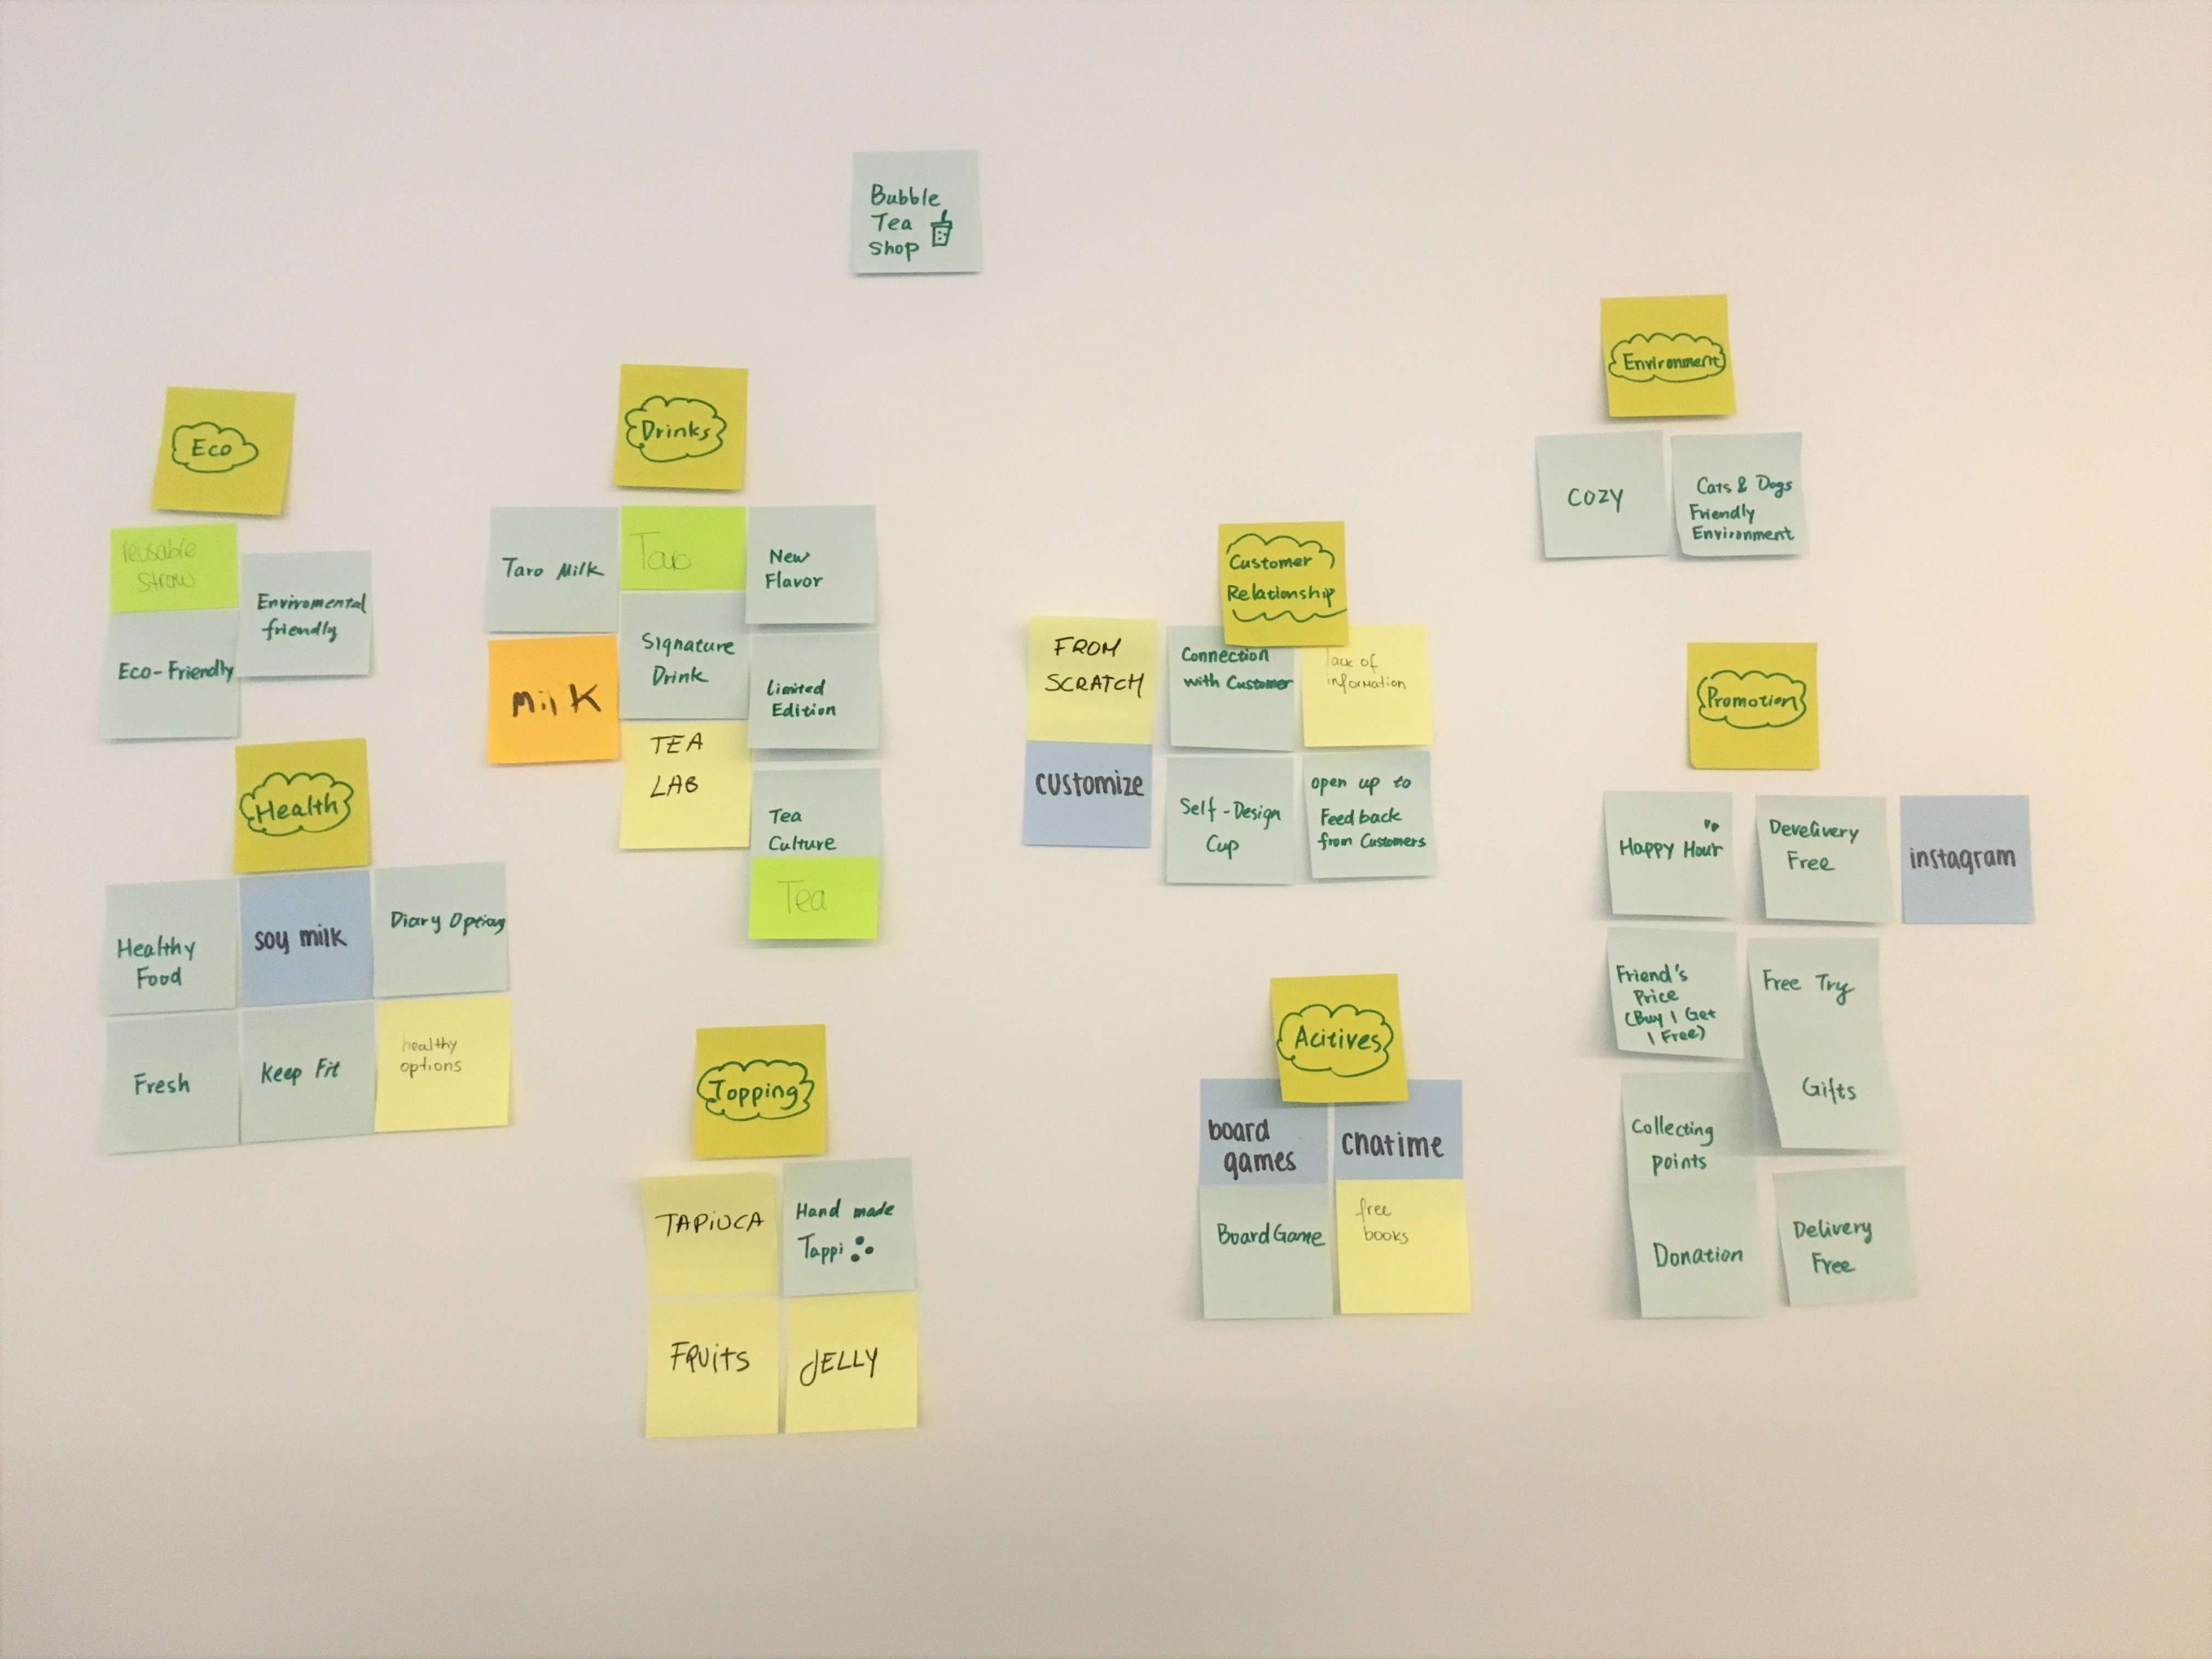 Bubble
Tea
Shop
Eco
reusable
Straw
Enviromental
friendly
Eco-Friendly
Health
Healthy
Food
soy milk
Diary Options
Fresh
Keep Fit
healthy
options
Drinks
Taro Milk
Taro
New
Flavor
Milk
Signature
Drink
Limited
Edition
TEA
LAB
Tea
Culture
Tea
Topping
TAPIOCA
Hand made
Tappi
FRUitS
JELLY
Customer
Relationship
FROM
SCRATCH
Connection
with Customer
lack of
information
customize
Self-Design
Cup
open up to
Feedback
from Customers
Acitives
board
games
chatime
BoardGame
free
books
Environment
COZY
Cats & Dogs
Friendly
Environment
Promotion
Happy Hour
Develivery
Free
instagram
Friend's
Price
(Buy 1 Get
1 Free)
Free Try
Gifts
Collecting
points
Donation
Delivery
Free